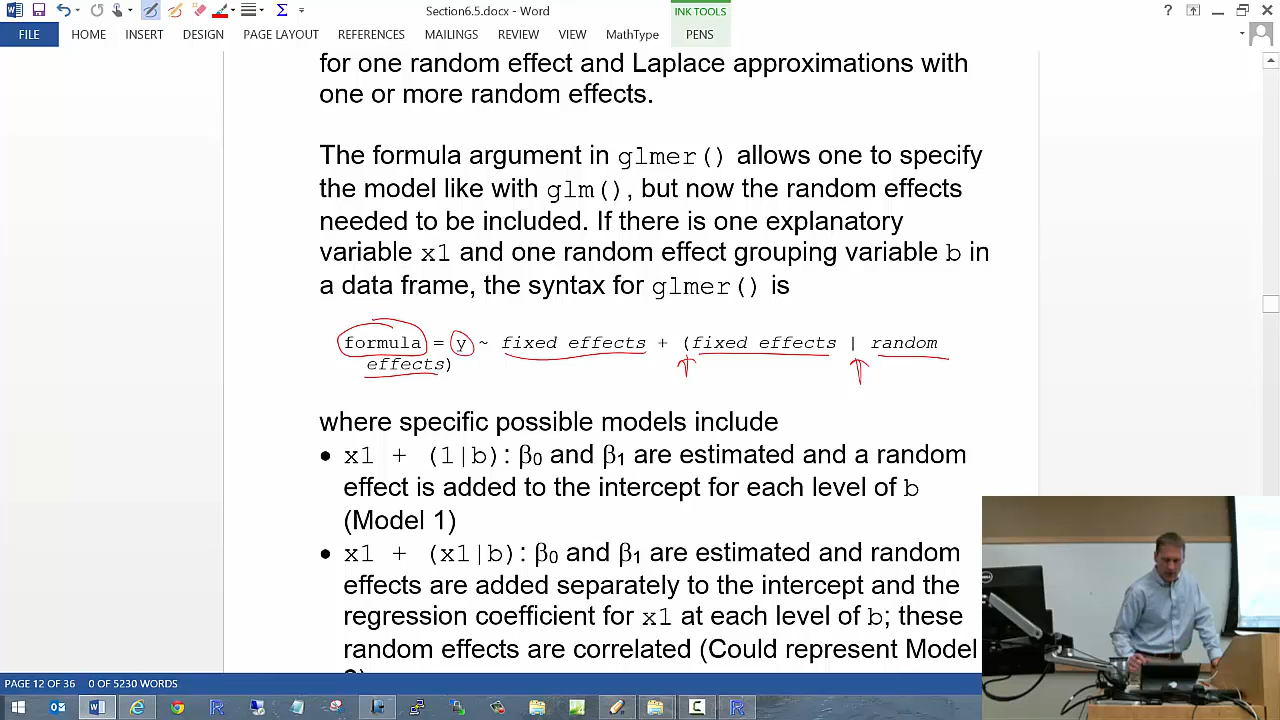 Section6.5.docx - Word
INK TOOLS
FILE HOME INSERT DESIGN PAGE LAYOUT REFERENCES MAILINGS REVIEW VIEW MathType PENS
for one random effect and Laplace approximations with
one or more random effects.
The formula argument in glmer() allows one to specify
the model like with glm(), but now the random effects
needed to be included. If there is one explanatory
variable x1 and one random effect grouping variable b in
a data frame, the syntax for glmer() is
formula = y ~ fixed effects + (fixed effects | random
effects)
where specific possible models include
• x1 + (1|b): β₀ and β₁ are estimated and a random
effect is added to the intercept for each level of b
(Model 1)
• x1 + (x1|b): β₀ and β₁ are estimated and random
effects are added separately to the intercept and the
regression coefficient for x1 at each level of b; these
random effects are correlated (Could represent Model
PAGE 12 OF 36 0 OF 5230 WORDS